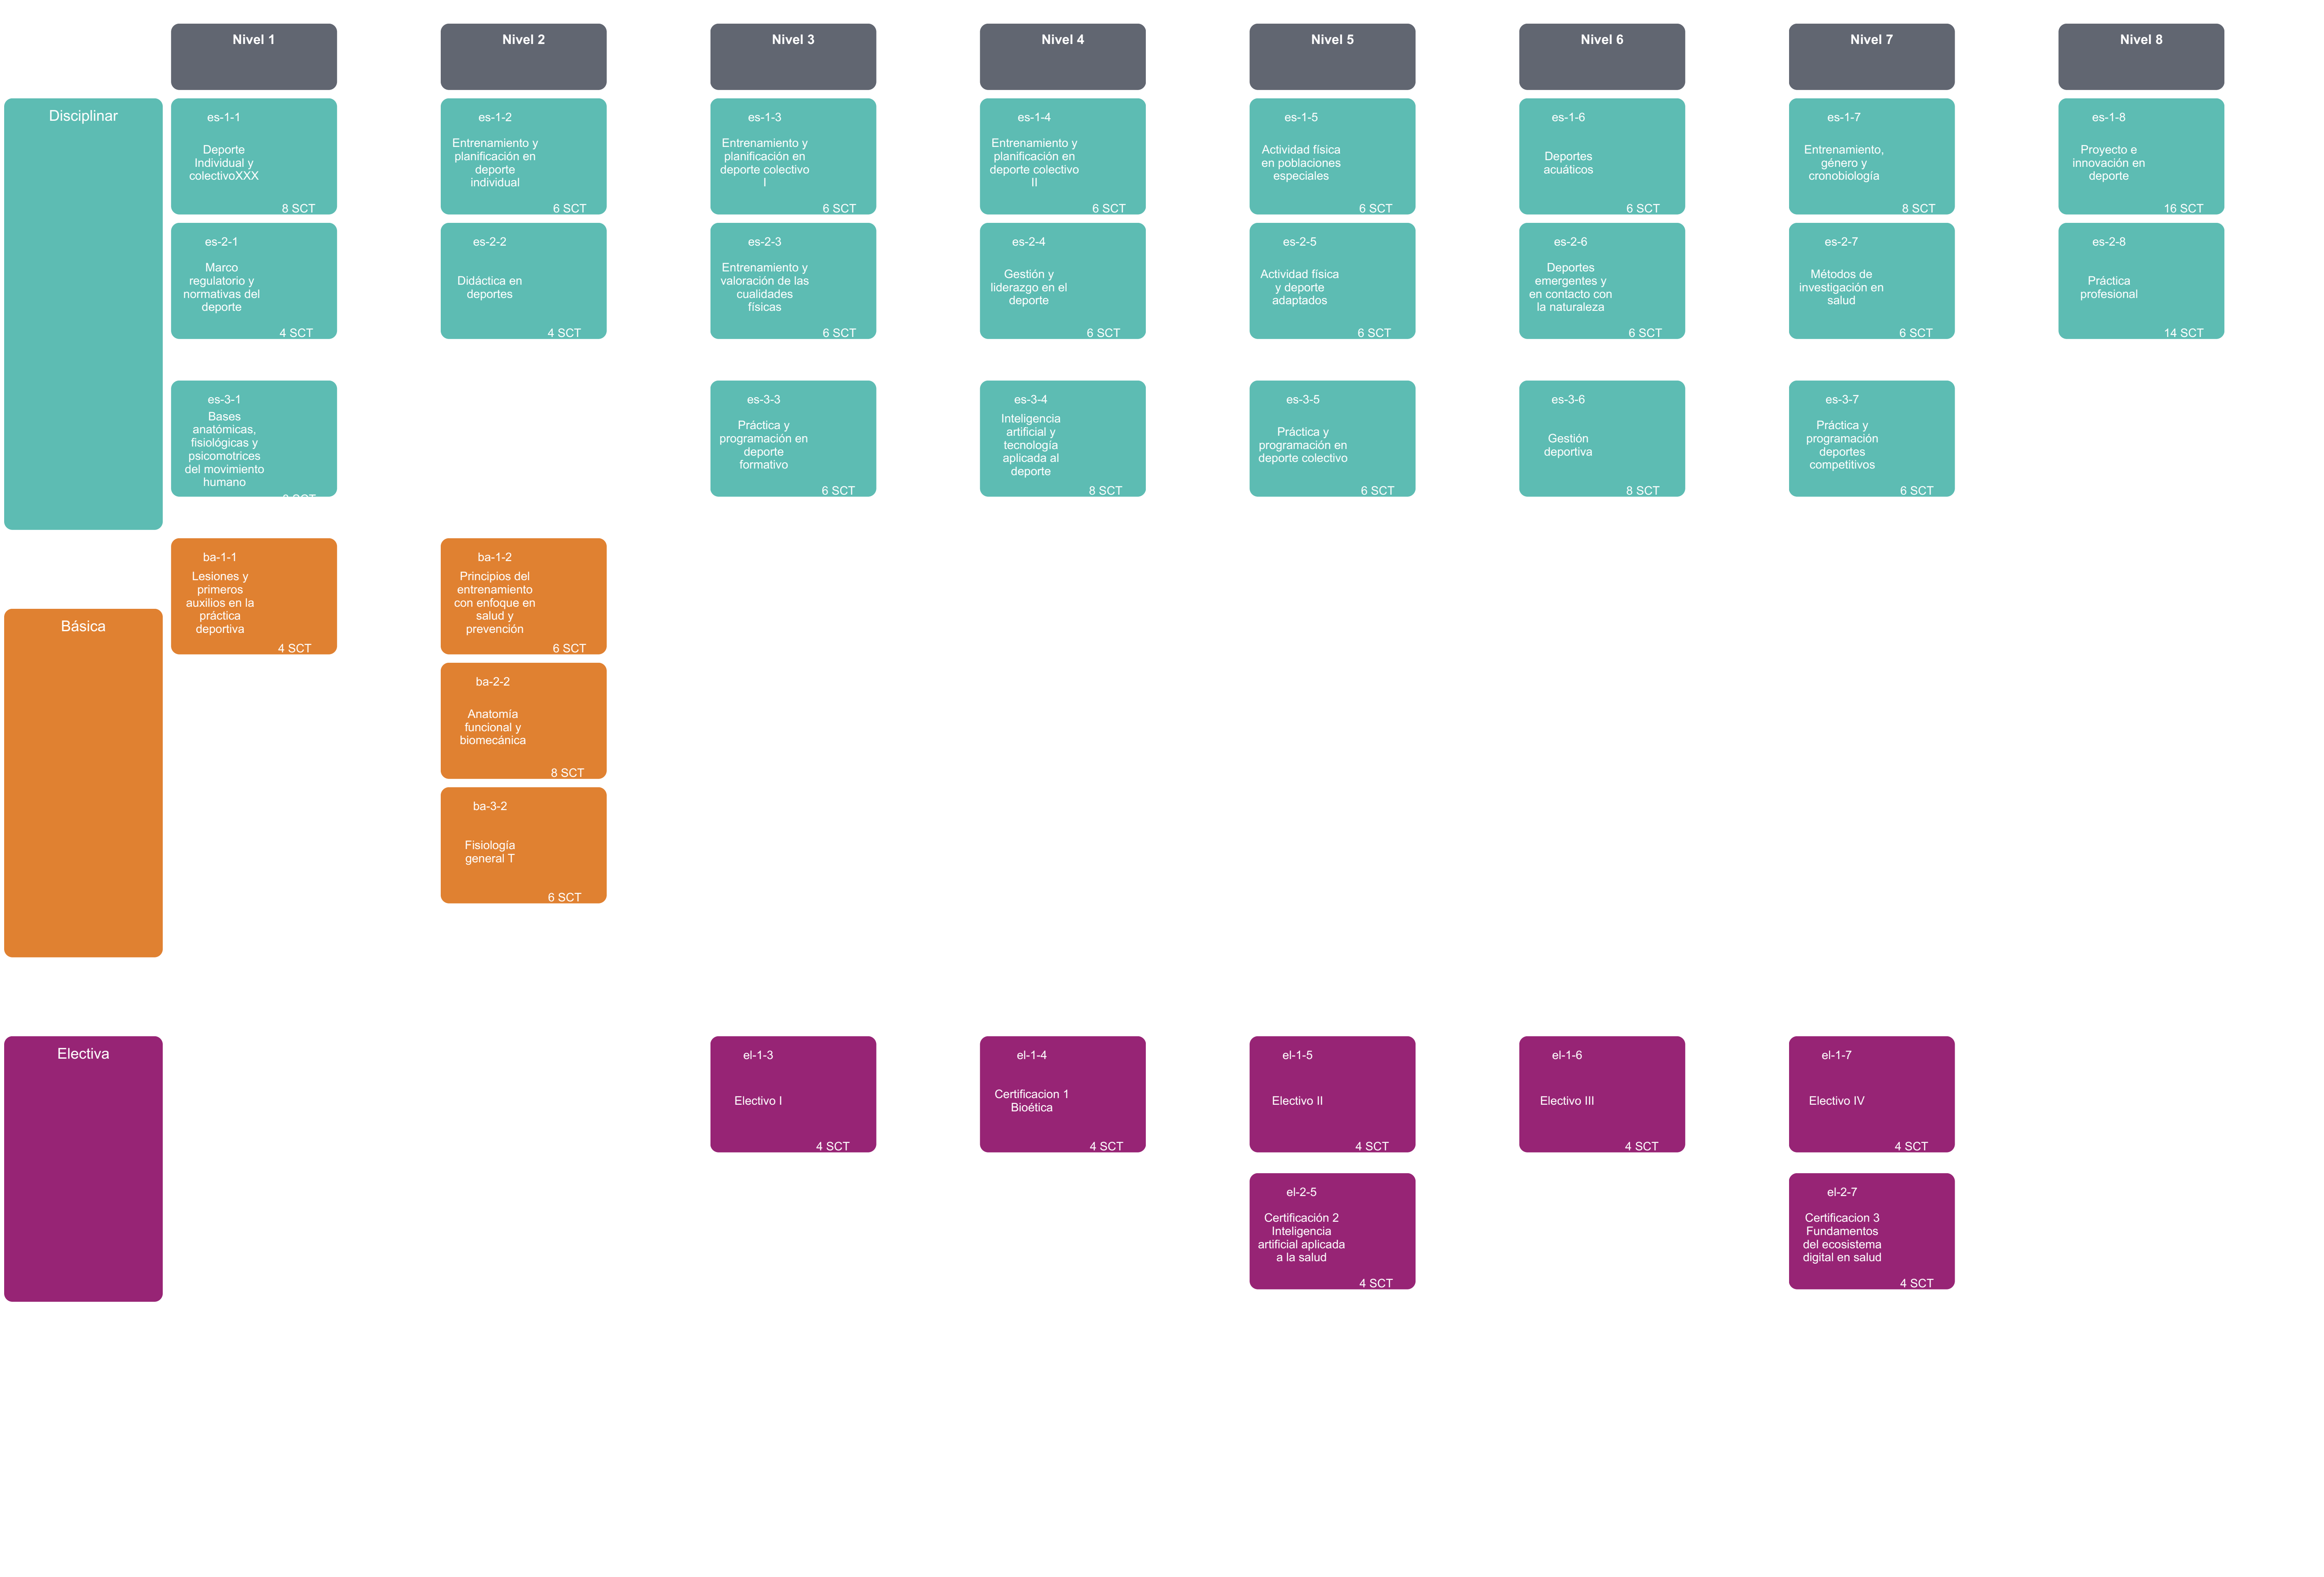 Nivel 1
Nivel 2
Nivel 3
Nivel 4
Nivel 5
Nivel 6
Nivel 7
Nivel 8
Disciplinar
es-1-1
Deporte
Individual y
colectivoXXX
8 SCT
es-1-2
Entrenamiento y
planificación en
deporte
individual
6 SCT
es-1-3
Entrenamiento y
planificación en
deporte colectivo
I
6 SCT
es-1-4
Entrenamiento y
planificación en
deporte colectivo
II
6 SCT
es-1-5
Actividad física
en poblaciones
especiales
6 SCT
es-1-6
Deportes
acuáticos
6 SCT
es-1-7
Entrenamiento,
género y
cronobiología
8 SCT
es-1-8
Proyecto e
innovación en
deporte
16 SCT
es-2-1
Marco
regulatorio y
normativas del
deporte
4 SCT
es-2-2
Didáctica en
deportes
4 SCT
es-2-3
Entrenamiento y
valoración de las
cualidades
físicas
6 SCT
es-2-4
Gestión y
liderazgo en el
deporte
6 SCT
es-2-5
Actividad física
y deporte
adaptados
6 SCT
es-2-6
Deportes
emergentes y
en contacto con
la naturaleza
6 SCT
es-2-7
Métodos de
investigación en
salud
6 SCT
es-2-8
Práctica
profesional
14 SCT
es-3-1
Bases
anatómicas,
fisiológicas y
psicomotrices
del movimiento
humano
SCT
es-3-3
Práctica y
programación en
deporte
formativo
6 SCT
es-3-4
Inteligencia
artificial y
tecnología
aplicada al
deporte
8 SCT
es-3-5
Práctica y
programación en
deporte colectivo
6 SCT
es-3-6
Gestión
deportiva
8 SCT
es-3-7
Práctica y
programación
deportes
competitivos
6 SCT
Básica
ba-1-1
Lesiones y
primeros
auxilios en la
práctica
deportiva
4 SCT
ba-1-2
Principios del
entrenamiento
con enfoque en
salud y
prevención
6 SCT
ba-2-2
Anatomía
funcional y
biomecánica
8 SCT
ba-3-2
Fisiología
general T
6 SCT
Electiva
el-1-3
Electivo I
4 SCT
el-1-4
Certificacion 1
Bioética
4 SCT
el-1-5
Electivo II
4 SCT
el-1-6
Electivo III
4 SCT
el-1-7
Electivo IV
4 SCT
el-2-5
Certificación 2
Inteligencia
artificial aplicada
a la salud
4 SCT
el-2-7
Certificacion 3
Fundamentos
del ecosistema
digital en salud
4 SCT